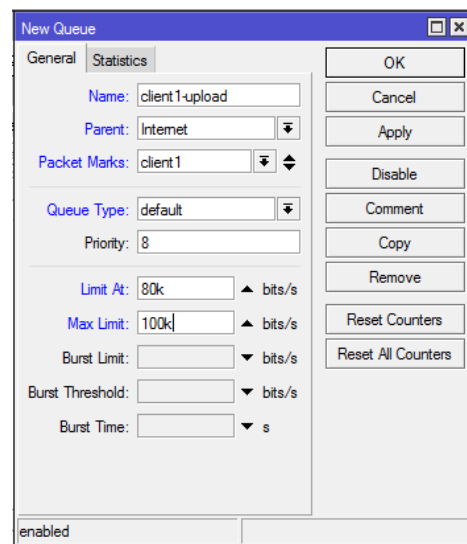 New Queue
General Statistics
Name: client1-upload
Parent: Internet
Packet Marks: client1
Queue Type: default
Priority: 8
Limit At: 80k bits/s
Max Limit: 100k bits/s
Burst Limit: bits/s
Burst Threshold: bits/s
Burst Time: s
OK
Cancel
Apply
Disable
Comment
Copy
Remove
Reset Counters
Reset All Counters
enabled